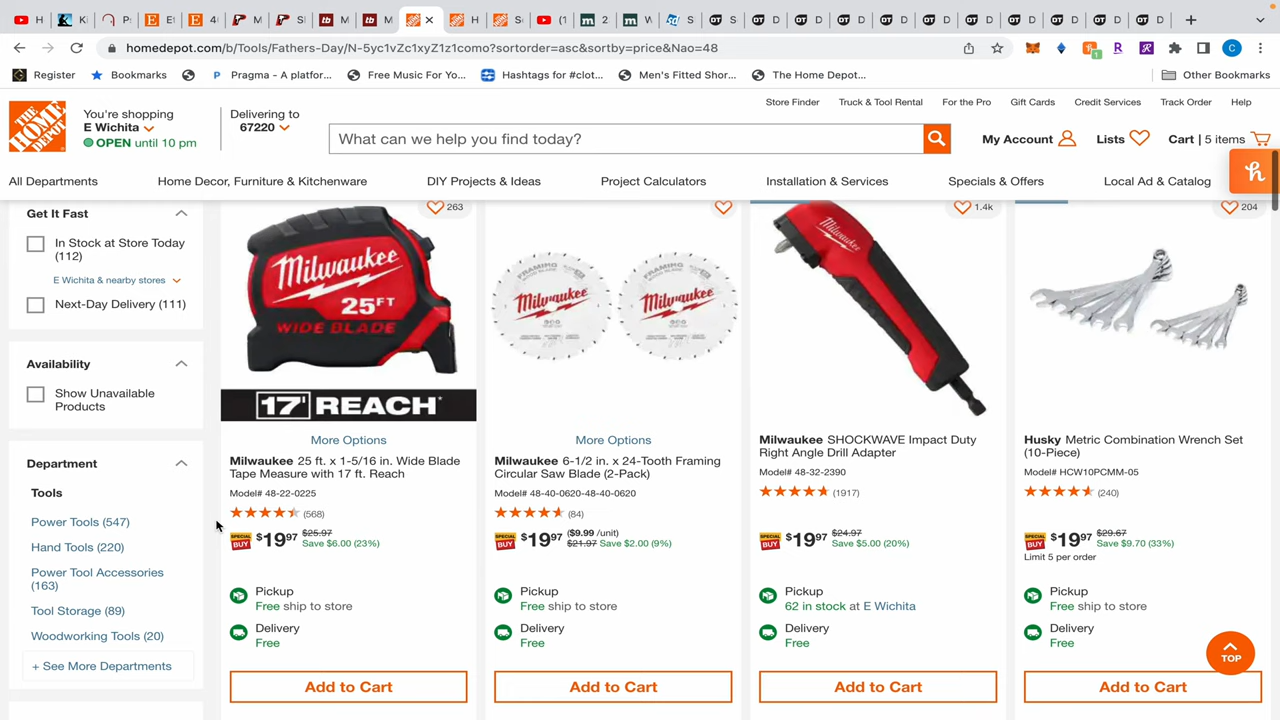 homedepot.com/b/Tools/Fathers-Day/N-5yc1vZc1xyZ1z1como?sortorder=asc&sortby=price&Nao=48
Register
Bookmarks
Pragma - A platfor...
Free Music For Yo...
Hashtags for #clot...
Men's Fitted Shor...
The Home Depot...
Other Bookmarks
Store Finder
Truck & Tool Rental
For the Pro
Gift Cards
Credit Services
Track Order
Help
THE HOME DEPOT
You're shopping
E Wichita
OPEN until 10 pm
Delivering to
67220
What can we help you find today?
My Account
Lists
Cart | 5 items
All Departments
Home Decor, Furniture & Kitchenware
DIY Projects & Ideas
Project Calculators
Installation & Services
Specials & Offers
Local Ad & Catalog
Get It Fast
In Stock at Store Today
(112)
E Wichita & nearby stores
Next-Day Delivery (111)
Availability
Show Unavailable
Products
Department
Tools
Power Tools (547)
Hand Tools (220)
Power Tool Accessories
(163)
Tool Storage (89)
Woodworking Tools (20)
+ See More Departments
263
Milwaukee
25FT
WIDE BLADE
17' REACH
More Options
Milwaukee 25 ft. x 1-5/16 in. Wide Blade
Tape Measure with 17 ft. Reach
Model# 48-22-0225
(568)
SPECIAL BUY
$19.97
$25.97
Save $6.00 (23%)
Pickup
Free ship to store
Delivery
Free
Add to Cart
FRAMING
Milwaukee
FRAMING
Milwaukee
More Options
Milwaukee 6-1/2 in. x 24-Tooth Framing
Circular Saw Blade (2-Pack)
Model# 48-40-0620-48-40-0620
(84)
SPECIAL BUY
$19.97
($9.99 /unit)
$21.97 Save $2.00 (9%)
Pickup
Free ship to store
Delivery
Free
Add to Cart
1.4k
Milwaukee
Milwaukee SHOCKWAVE Impact Duty
Right Angle Drill Adapter
Model# 48-32-2390
(1917)
SPECIAL BUY
$19.97
$24.97
Save $5.00 (20%)
Pickup
62 in stock at E Wichita
Delivery
Free
Add to Cart
204
Husky Metric Combination Wrench Set
(10-Piece)
Model# HCW10PCMM-05
(240)
SPECIAL BUY
$19.97
$29.67
Save $9.70 (33%)
Limit 5 per order
Pickup
Free ship to store
Delivery
Free
Add to Cart
TOP